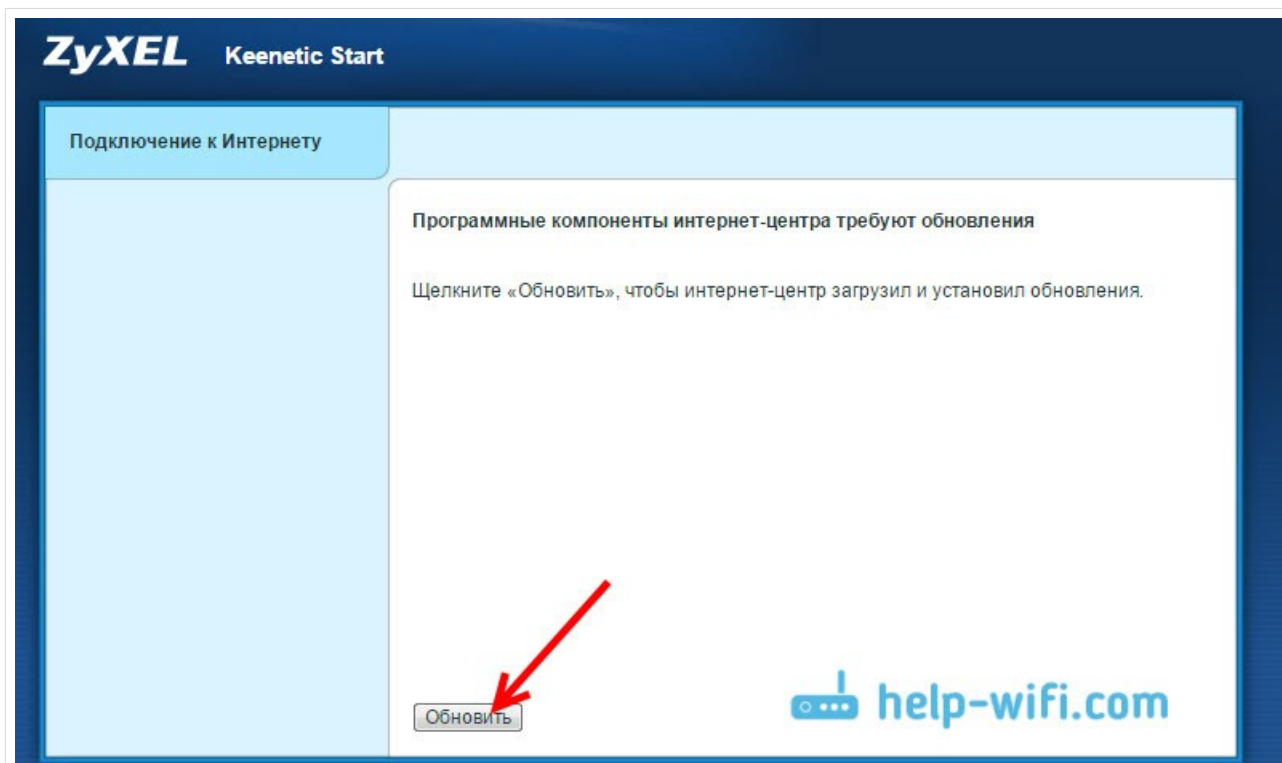 ZyXEL Keenetic Start
Подключение к Интернету
Программные компоненты интернет-центра требуют обновления
Щелкните «Обновить», чтобы интернет-центр загрузил и установил обновления.
Обновить
help-wifi.com